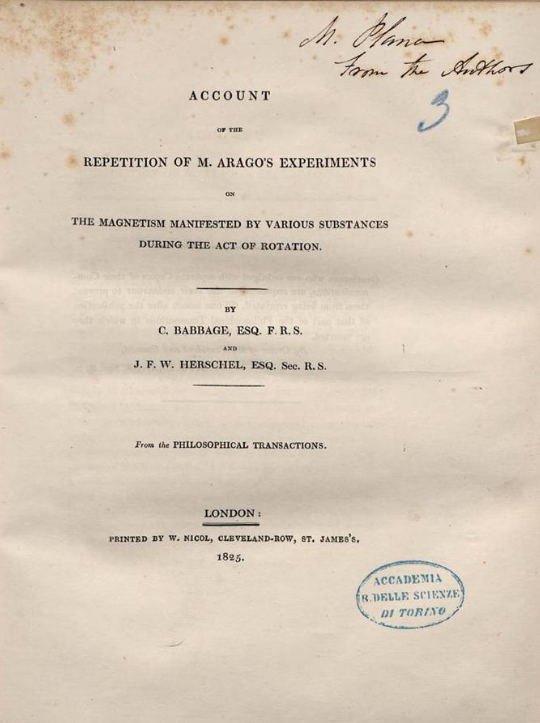 M. Plana
From the Authors
3
ACCOUNT
OF THE
REPETITION OF M. ARAGO'S EXPERIMENTS
ON
THE MAGNETISM MANIFESTED BY VARIOUS SUBSTANCES
DURING THE ACT OF ROTATION.
BY
C. BABBAGE, ESQ. F. R. S.
AND
J. F. W. HERSCHEL, ESQ. Sec. R. S.
From the PHILOSOPHICAL TRANSACTIONS.
LONDON:
PRINTED BY W. NICOL, CLEVELAND-ROW, ST. JAMES'S.
1825.
ACCADEMIA
R. DELLE SCIENZE
DI TORINO